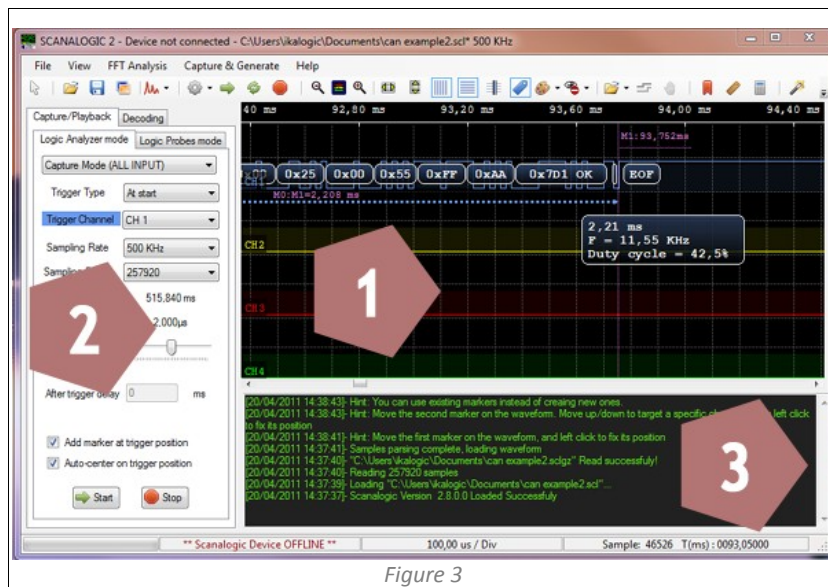 SCANALOGIC 2 - Device not connected - C:\Users\ikalogic\Documents\can example2.scl* 500 KHz
File View FFT Analysis Capture & Generate Help
Capture/Playback Decoding
Logic Analyzer mode Logic Probes mode
Capture Mode (ALL INPUT)
Trigger Type At start
Trigger Channel CH 1
Sampling Rate 500 KHz
Sampling 257920
515.840 ms
2.000µs
After trigger delay 0 ms
Add marker at trigger position
Auto-center on trigger position
Start Stop
40 ms 92,80 ms 93,20 ms 93,60 ms 94,00 ms 94,40 ms
M1:93,752ms
0x25 0x00 0x55 0xFF 0xAA 0x7D1 OK EOF
CH1
M0:M1=2,208 ms
2,21 ms
F = 11,55 KHz
Duty cycle = 42,5%
CH2
CH3
CH4
1
2
3
[20/04/2011 14:38:43]- Hint: You can use existing markers instead of creaing new ones.
[20/04/2011 14:38:43]- Hint: Move the second marker on the waveform. Move up/down to target a specific left click
to fix its position
[20/04/2011 14:38:41]- Hint: Move the first marker on the waveform, and left click to fix its position
[20/04/2011 14:37:41]- Samples parsing complete, loading waveform
[20/04/2011 14:37:40]- "C:\Users\ikalogic\Documents\can example2.sclgz" Read successfuly!
[20/04/2011 14:37:40]- Reading 257920 samples
[20/04/2011 14:37:39]- Loading "C:\Users\ikalogic\Documents\can example2.scl"...
[20/04/2011 14:37:37]- Scanalogic Version 2.8.0.0 Loaded Successfuly
** Scanalogic Device OFFLINE ** 100,00 us / Div Sample: 46526 T(ms) : 0093,05000
Figure 3